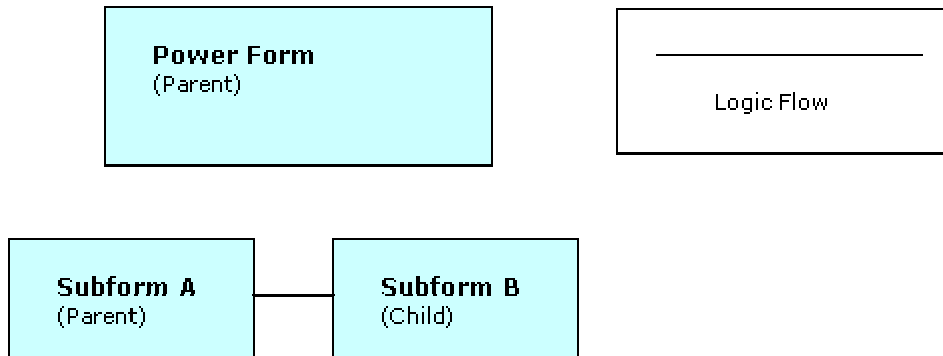 Power Form
(Parent)
Logic Flow
Subform A
(Parent)
Subform B
(Child)